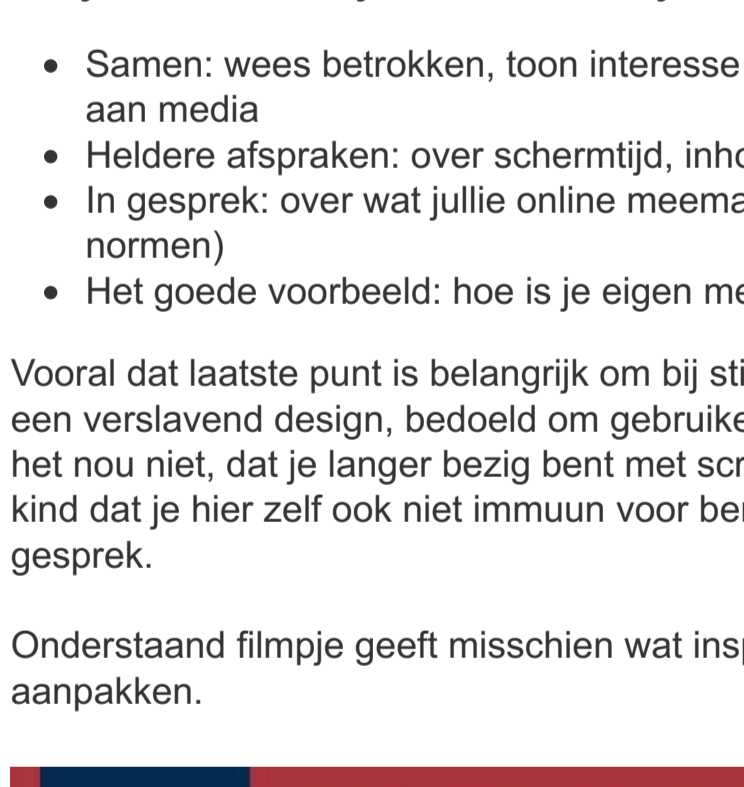 Samen: wees betrokken, toon interesse
aan media
Heldere afspraken: over schermtijd,
In gesprek: over wat jullie online
normen)
Het goede voorbeeld: hoe is je eigen
Vooral dat laatste punt is belangrijk om bij
een verslavend design, bedoeld om
het nou niet, dat je langer bezig bent met
kind dat je hier zelf ook niet immuun voor
gesprek.
Onderstaand filmpje geeft misschien wat
aanpakken.